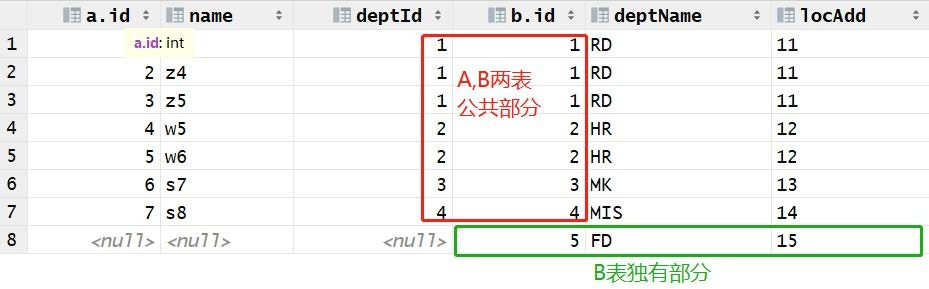 a.id name deptId b.id deptName locAdd
1 a.id: int 1 1 RD 11
2 2 z4 1 1 RD 11
3 3 z5 1 1 RD 11
4 4 w5 2 2 HR 12
5 5 w6 2 2 HR 12
6 6 s7 3 3 MK 13
7 7 s8 4 4 MIS 14
8 <null> <null> <null> 5 FD 15
A,B两表
公共部分
B表独有部分